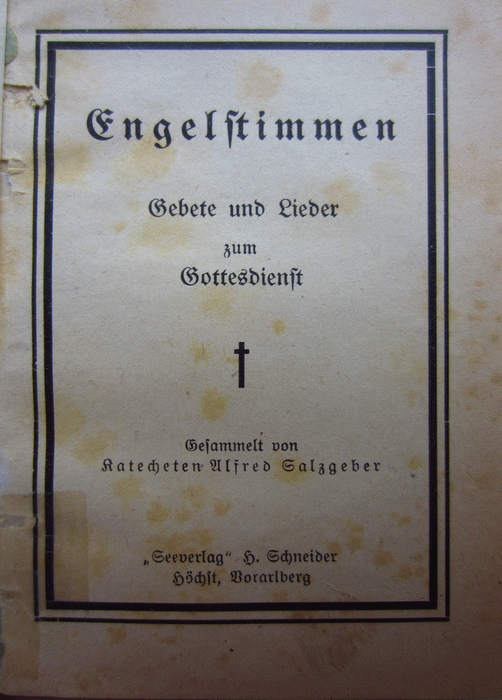 Engelſtimmen
Gebete und Lieder
zum
Gottesdienſt
Geſammelt von
Katecheten Alfred Salzgeber
„Seeverlag“ H. Schneider
Höchſt, Vorarlberg